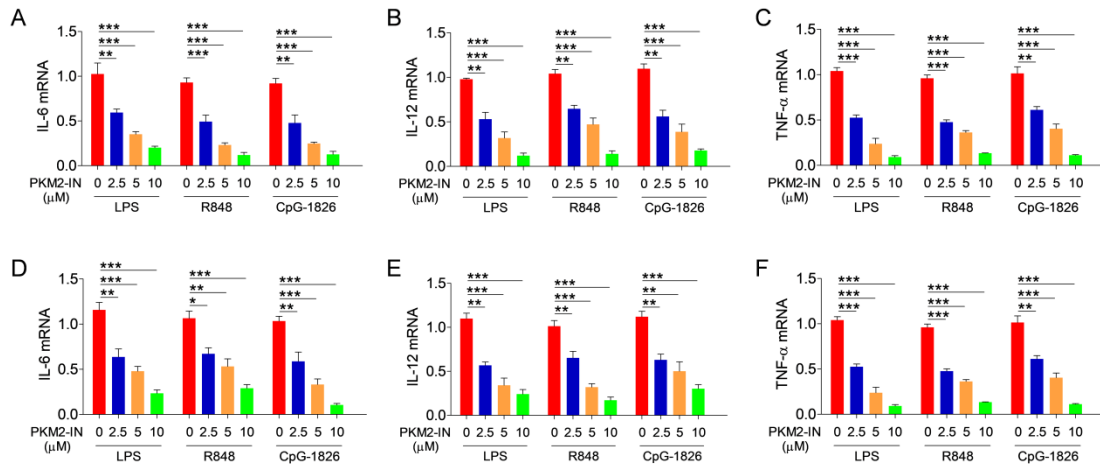 A
*** 
***
**
***
***
***
***
***
**
1.5
1.0
0.5
0.0
IL-6 mRNA
0 2.5 5 10 0 2.5 5 10 0 2.5 5 10
PKM2-IN
(μM)
LPS R848 CpG-1826
B
***
***
**
***
***
**
***
***
**
1.5
1.0
0.5
0.0
IL-12 mRNA
0 2.5 5 10 0 2.5 5 10 0 2.5 5 10
PKM2-IN
(μM)
LPS R848 CpG-1826
C
***
***
***
***
***
***
***
***
**
1.5
1.0
0.5
0.0
TNF-α mRNA
0 2.5 5 10 0 2.5 5 10 0 2.5 5 10
PKM2-IN
(μM)
LPS R848 CpG-1826
D
***
***
**
***
**
*
***
***
**
1.5
1.0
0.5
0.0
IL-6 mRNA
0 2.5 5 10 0 2.5 5 10 0 2.5 5 10
PKM2-IN
(μM)
LPS R848 CpG-1826
E
***
***
**
***
***
**
***
**
**
1.5
1.0
0.5
0.0
IL-12 mRNA
0 2.5 5 10 0 2.5 5 10 0 2.5 5 10
PKM2-IN
(μM)
LPS R848 CpG-1826
F
***
***
***
***
***
***
***
***
**
1.5
1.0
0.5
0.0
TNF-α mRNA
0 2.5 5 10 0 2.5 5 10 0 2.5 5 10
PKM2-IN
(μM)
LPS R848 CpG-1826